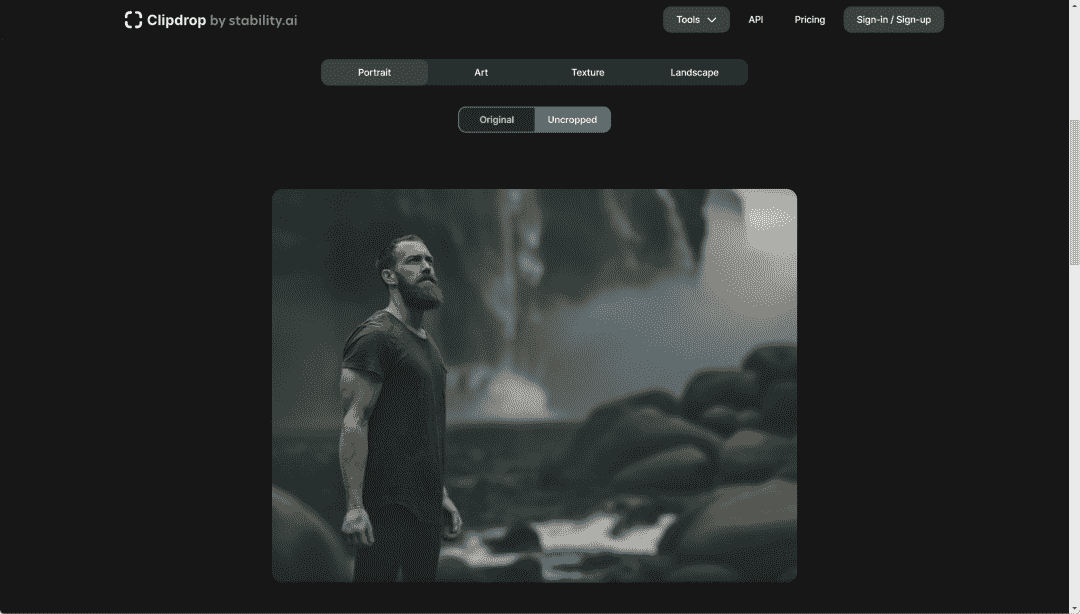 Clipdrop by stability.ai
Tools
API
Pricing
Sign-in / Sign-up
Portrait
Art
Texture
Landscape
Original
Uncropped